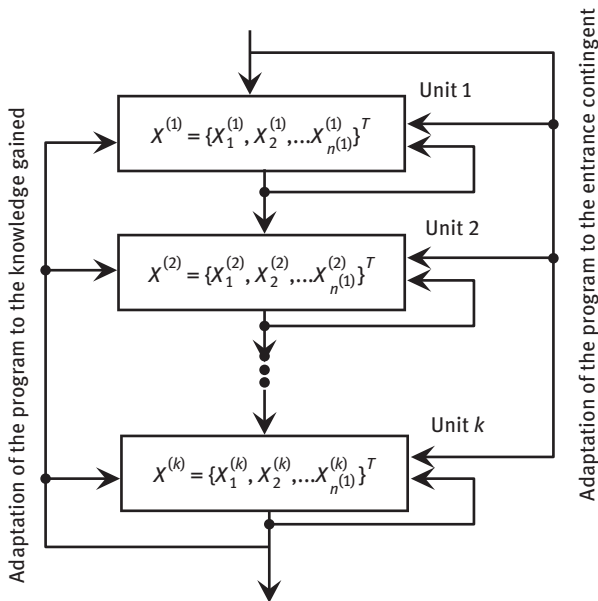 Adaptation of the program to the entrance contingent
Unit 1
X^(1) = {X_1^(1), X_2^(1),...X_n^(1)^(1)}^T
Adaptation of the program to the knowledge gained
Unit 2
X^(2) = {X_1^(2), X_2^(2),...X_n^(1)^(2)}^T
Unit k
X^(k) = {X_1^(k), X_2^(k),...X_n^(1)^(k)}^T